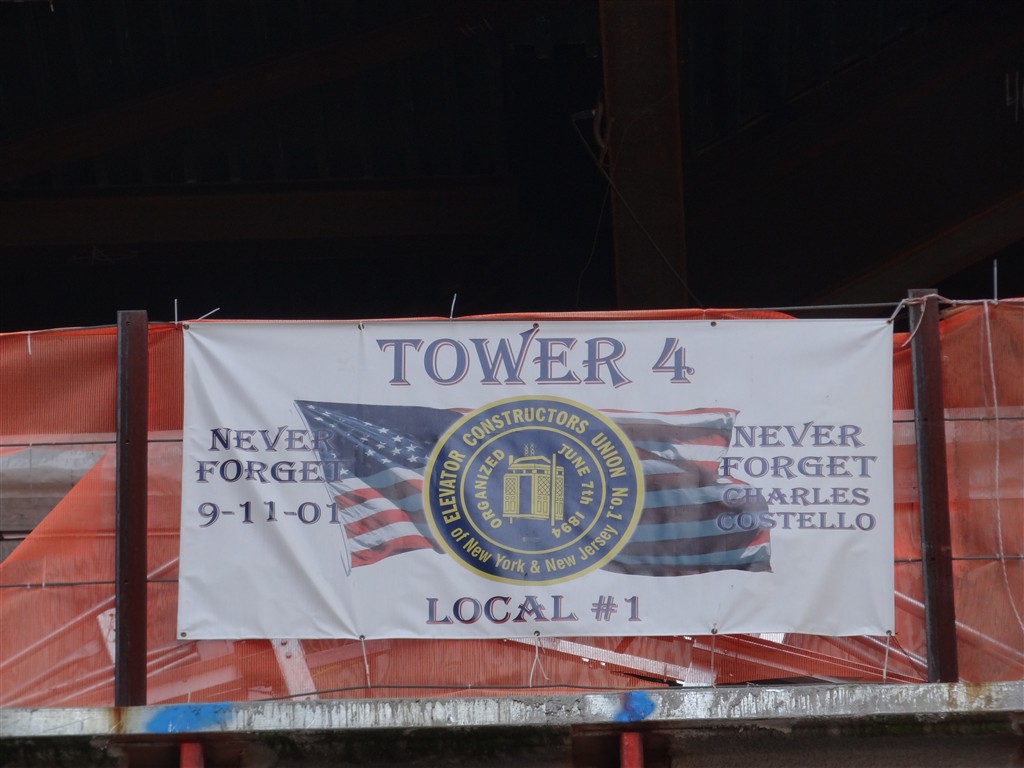 TOWER 4
NEVER
FORGET
9-11-01
ELEVATOR CONSTRUCTORS UNION No.1
of New York & New Jersey
ORGANIZED
JUNE 7th 1894
NEVER
FORGET
CHARLES
COSTELLO
LOCAL #1